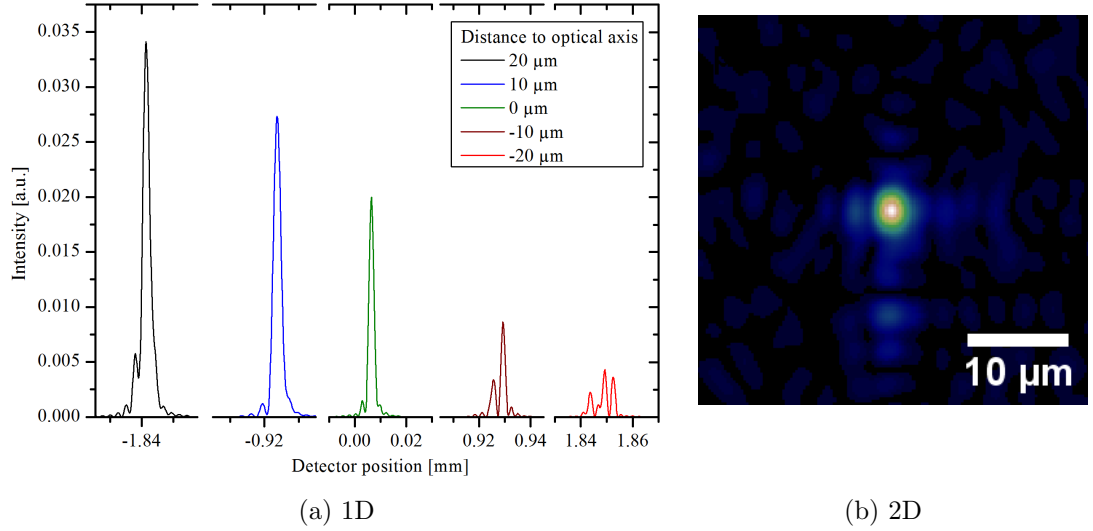 0.035
0.030
0.025
0.020
0.015
0.010
0.005
0.000
Intensity [a.u.]
Distance to optical axis
20 µm
10 µm
0 µm
-10 µm
-20 µm
-1.84
-0.92
0.00
0.02
0.92
0.94
1.84
1.86
Detector position [mm]
(a) 1D
10 µm
(b) 2D